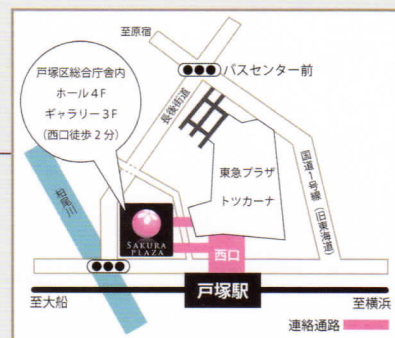 至原宿
バスセンター前
戸塚区総合庁舎内
ホール4F
ギャラリー3F
(西口徒歩2分)
長後街道
東急プラザ
トツカーナ
国道1号線(旧東海道)
柏尾川
SAKURA
PLAZA
西口
戸塚駅
至大船
至横浜
連絡通路